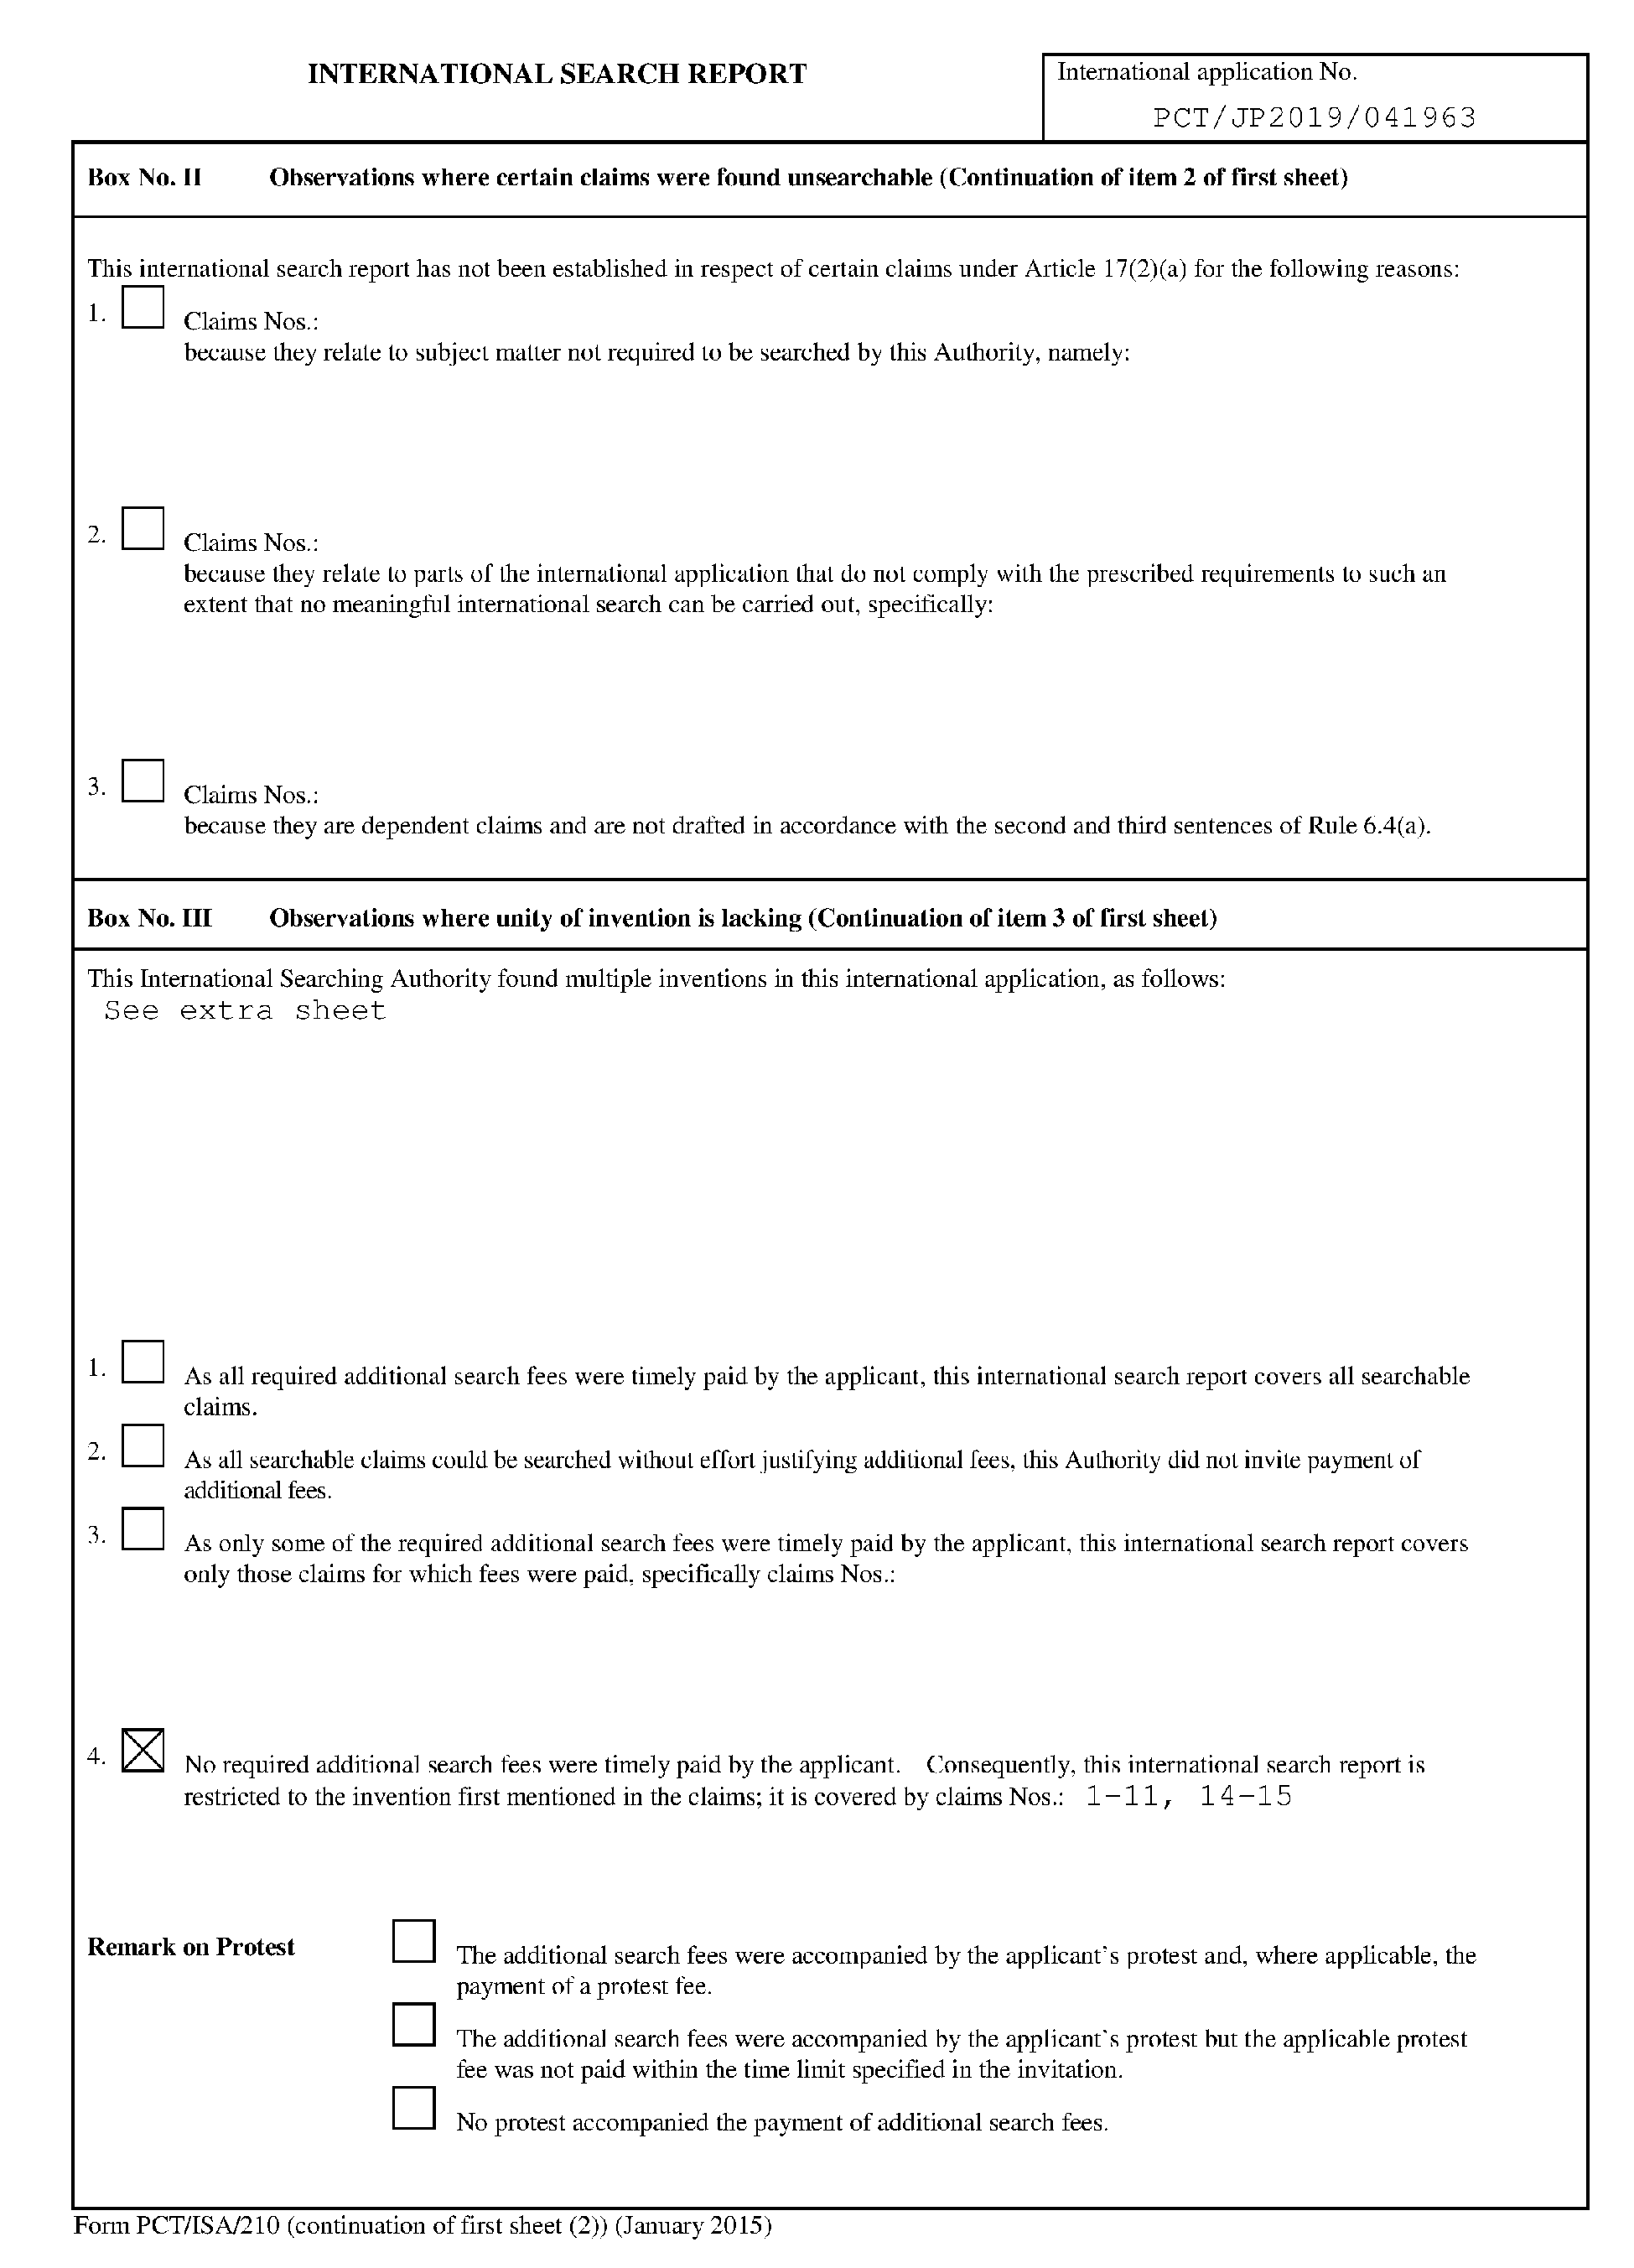 INTERNATIONAL SEARCH REPORT
International application No.
PCT/JP2019/041963
Box No. II Observations where certain claims were found unsearchable (Continuation of item 2 of first sheet)
This international search report has not been established in respect of certain claims under Article 17(2)(a) for the following reasons:
1. Claims Nos.:
because they relate to subject matter not required to be searched by this Authority, namely:
2. Claims Nos.:
because they relate to parts of the international application that do not comply with the prescribed requirements to such an
extent that no meaningful international search can be carried out, specifically:
3. Claims Nos.:
because they are dependent claims and are not drafted in accordance with the second and third sentences of Rule 6.4(a).
Box No. III Observations where unity of invention is lacking (Continuation of item 3 of first sheet)
This International Searching Authority found multiple inventions in this international application, as follows:
See extra sheet
1. As all required additional search fees were timely paid by the applicant, this international search report covers all searchable
claims.
2. As all searchable claims could be searched without effort justifying additional fees, this Authority did not invite payment of
additional fees.
3. As only some of the required additional search fees were timely paid by the applicant, this international search report covers
only those claims for which fees were paid, specifically claims Nos.:
4. No required additional search fees were timely paid by the applicant. Consequently, this international search report is
restricted to the invention first mentioned in the claims; it is covered by claims Nos.: 1-11, 14-15
Remark on Protest
The additional search fees were accompanied by the applicant's protest and, where applicable, the
payment of a protest fee.
The additional search fees were accompanied by the applicant's protest but the applicable protest
fee was not paid within the time limit specified in the invitation.
No protest accompanied the payment of additional search fees.
Form PCT/ISA/210 (continuation of first sheet (2)) (January 2015)